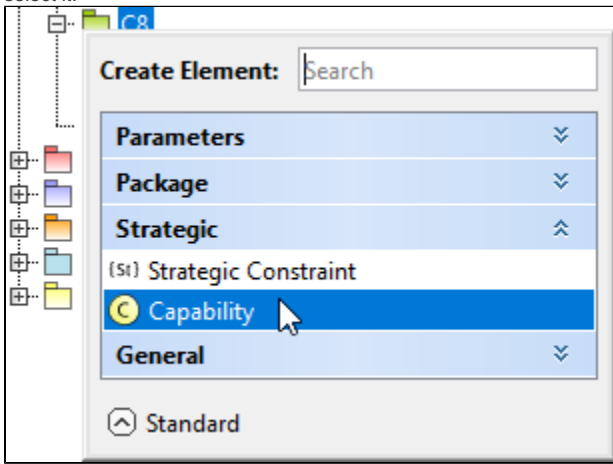 C8
Create Element: Search
Parameters
Package
Strategic
{St} Strategic Constraint
C Capability
General
Standard